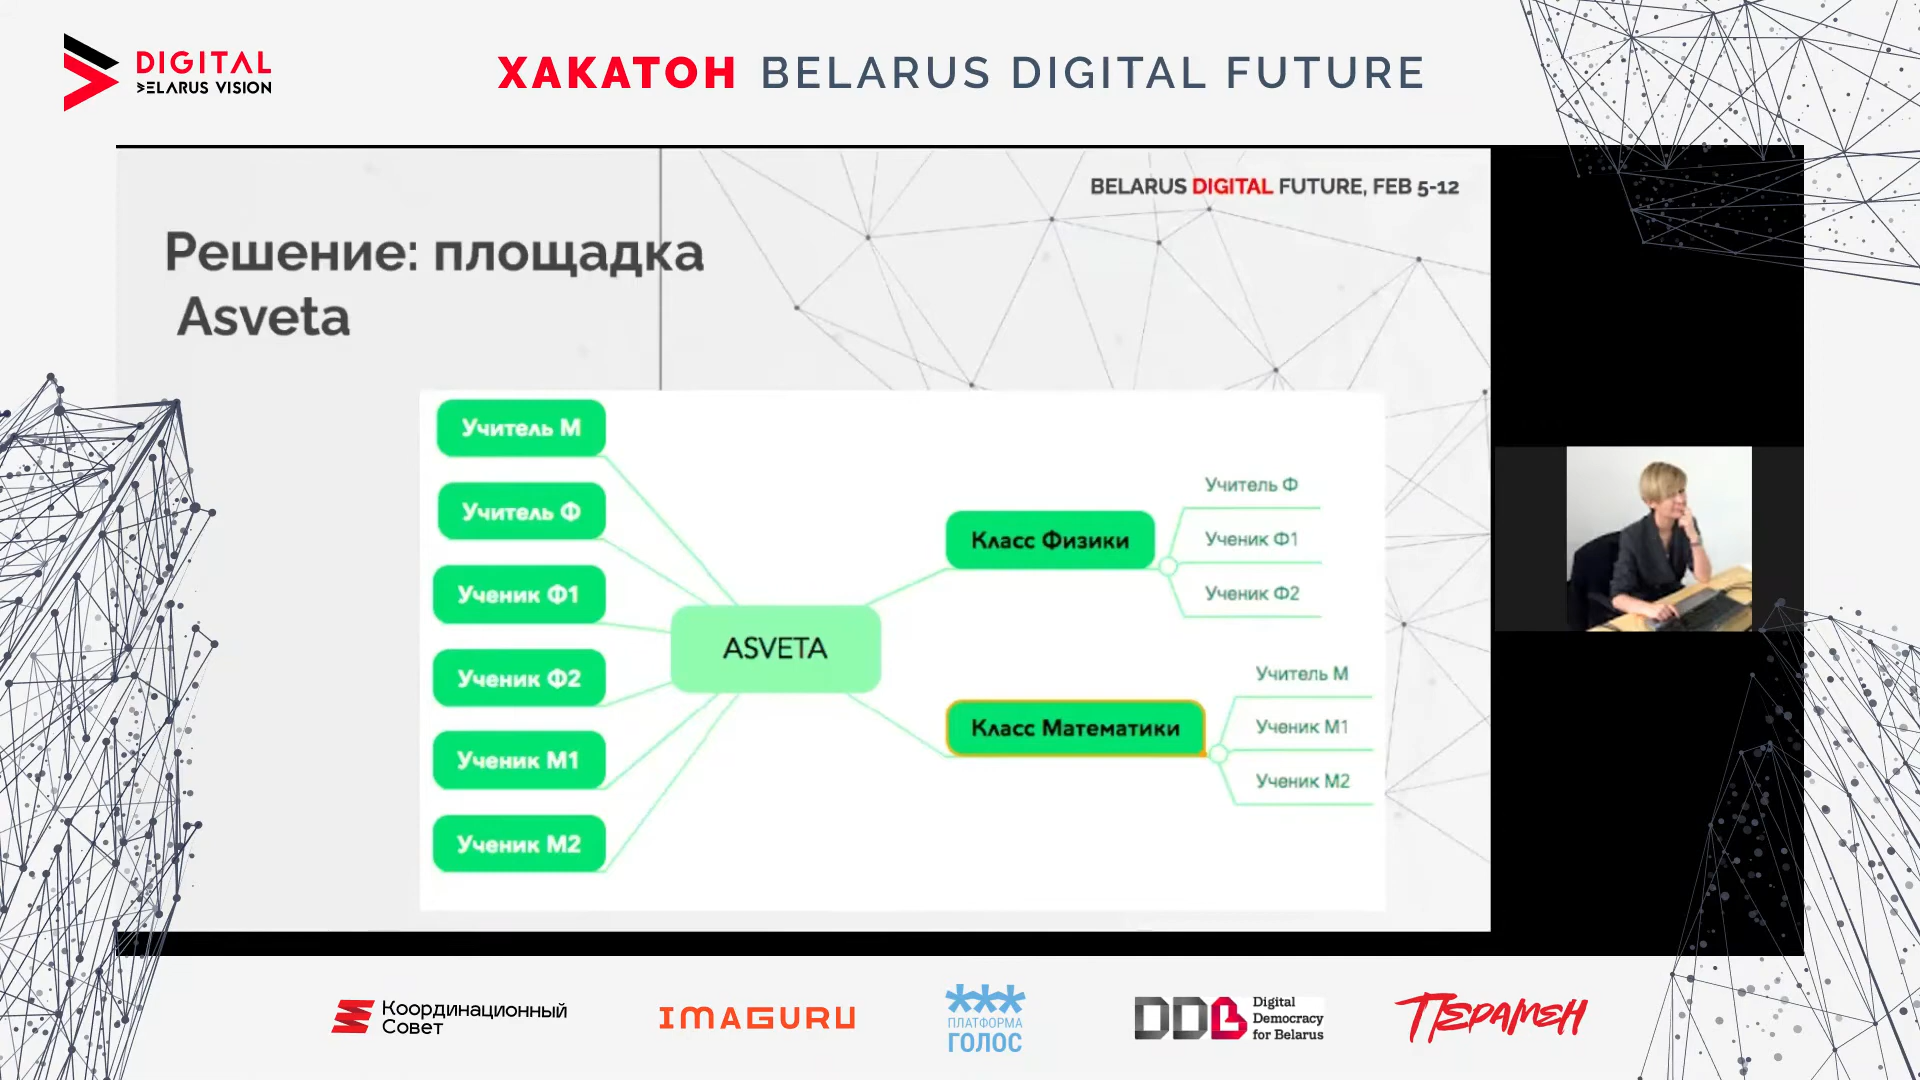 DIGITAL
BELARUS VISION
ХАКАТОН BELARUS DIGITAL FUTURE
BELARUS DIGITAL FUTURE, FEB 5-12
Решение: площадка
Asveta
Учитель М
Учитель Ф
Ученик Ф1
Ученик Ф2
Ученик М1
Ученик М2
ASVETA
Класс Физики
Учитель Ф
Ученик Ф1
Ученик Ф2
Класс Математики
Учитель М
Ученик М1
Ученик М2
Координационный
Совет
IMAGURU
ПЛАТФОРМА
ГОЛОС
DDB
Digital
Democracy
for Belarus
ПЕРАМЕН